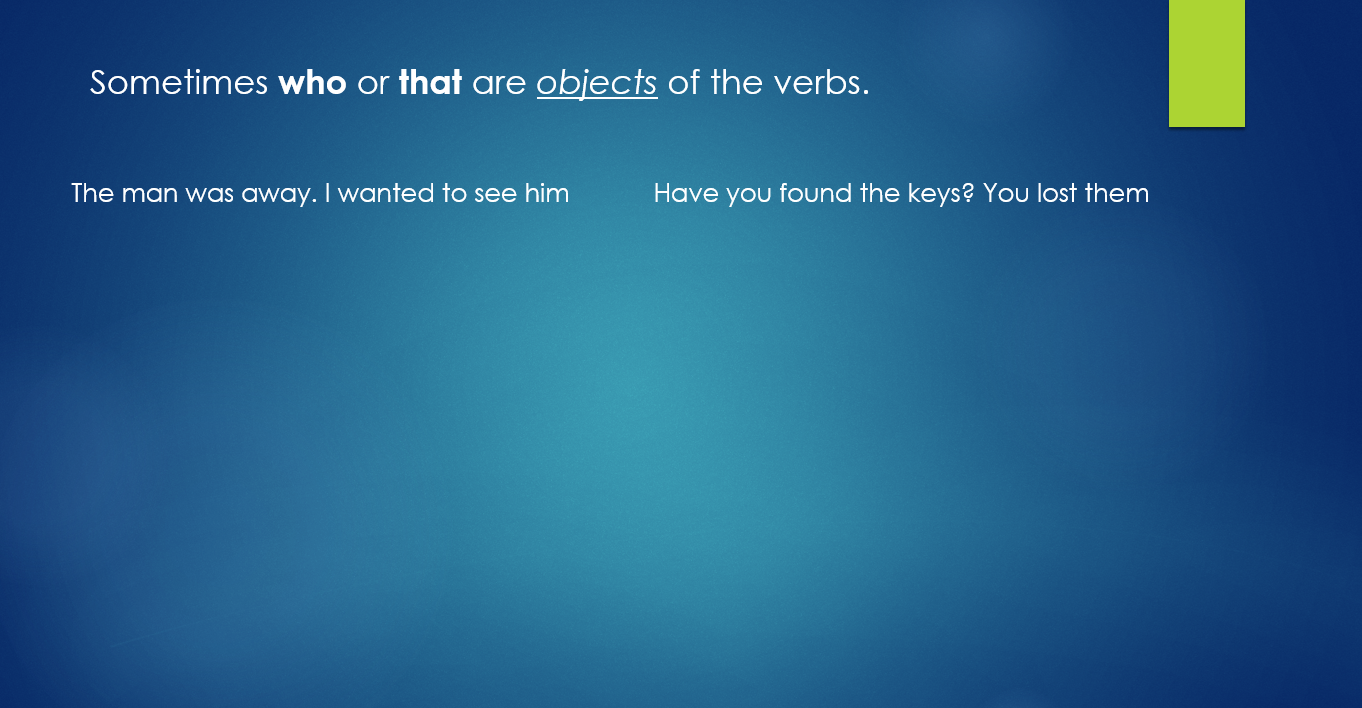 Sometimes who or that are objects of the verbs.
The man was away. I wanted to see him
Have you found the keys? You lost them